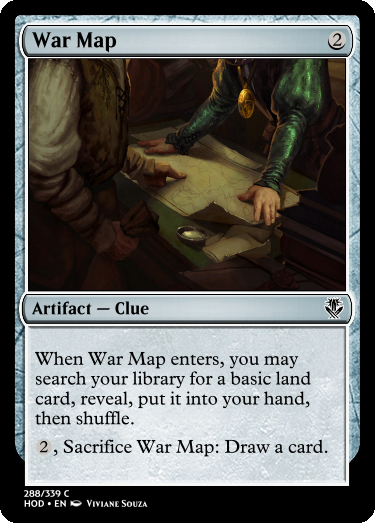 War Map 2
Artifact — Clue
When War Map enters, you may
search your library for a basic land
card, reveal, put it into your hand,
then shuffle.
2 , Sacrifice War Map: Draw a card.
288/339 C
HOD • EN Viviane Souza